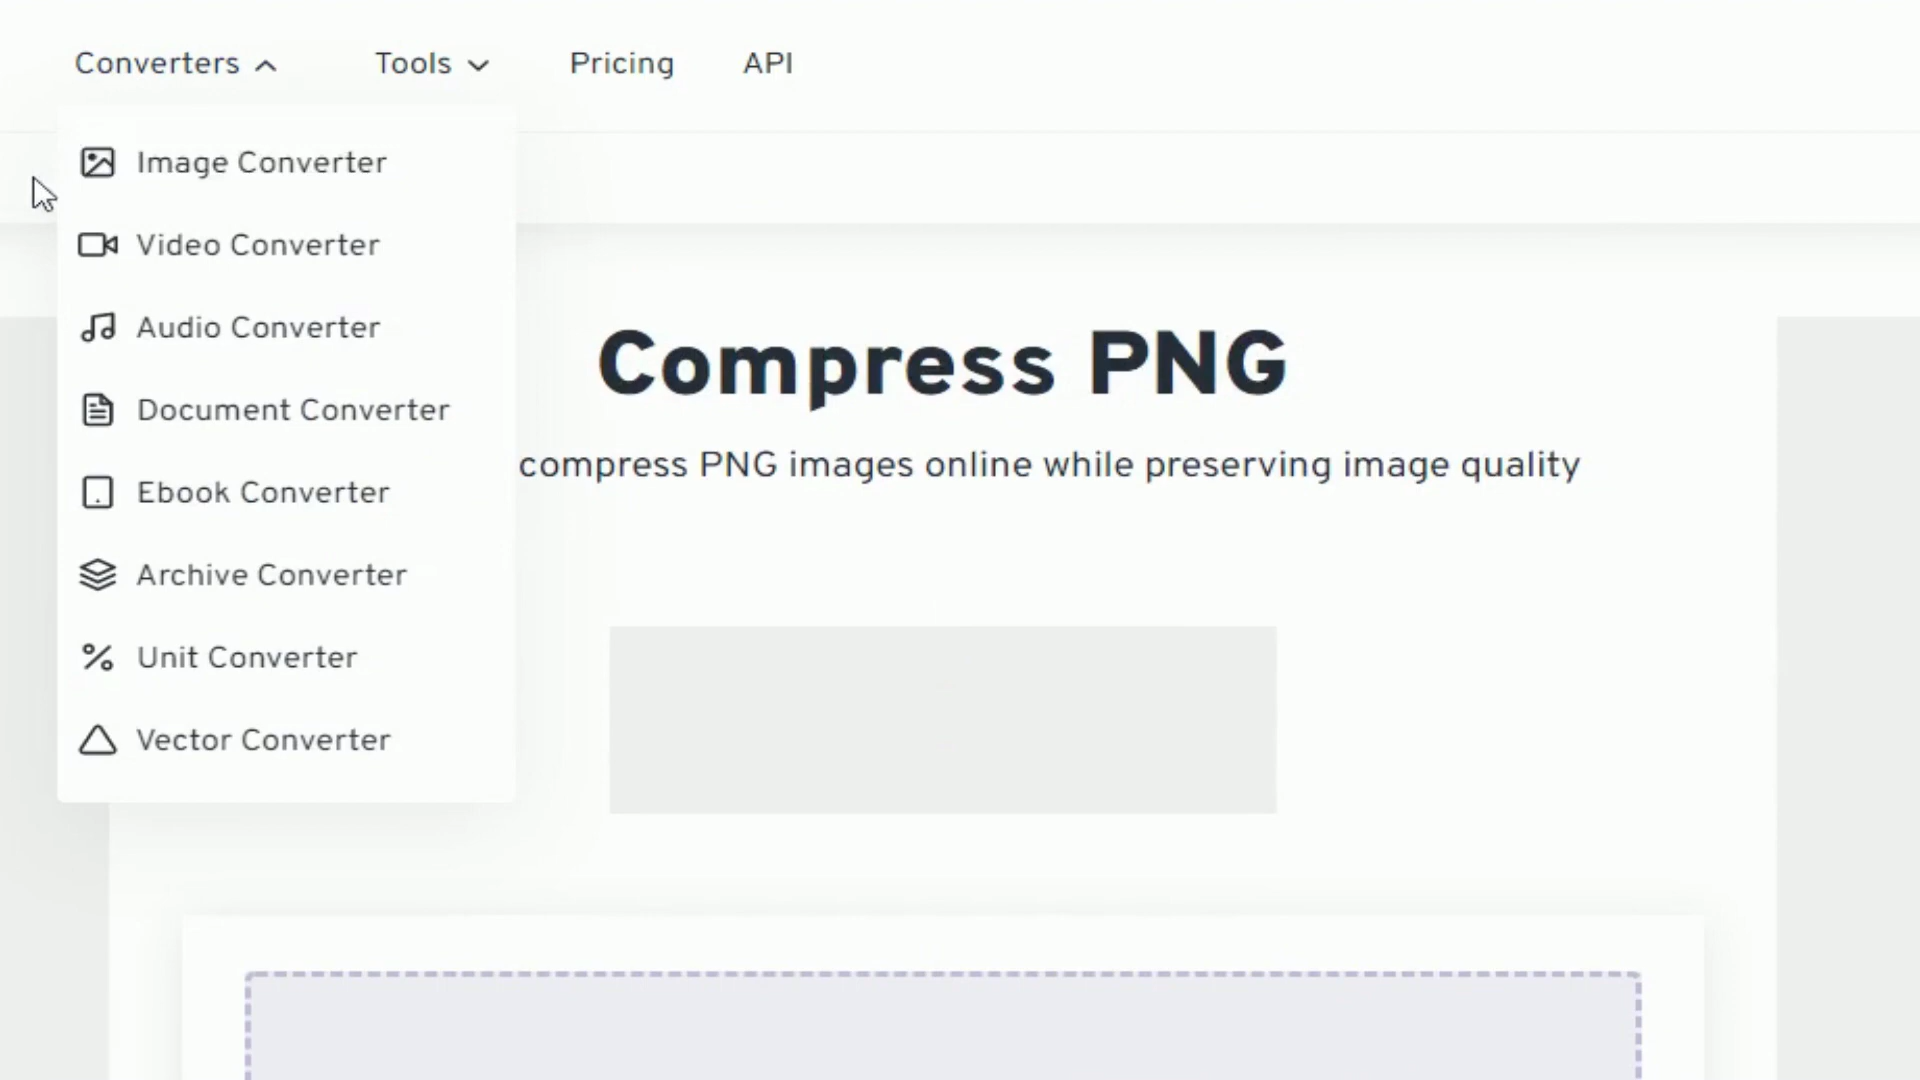 Converters Tools Pricing API
Image Converter
Video Converter
Audio Converter
Document Converter
Ebook Converter
Archive Converter
Unit Converter
Vector Converter
Compress PNG
compress PNG images online while preserving image quality